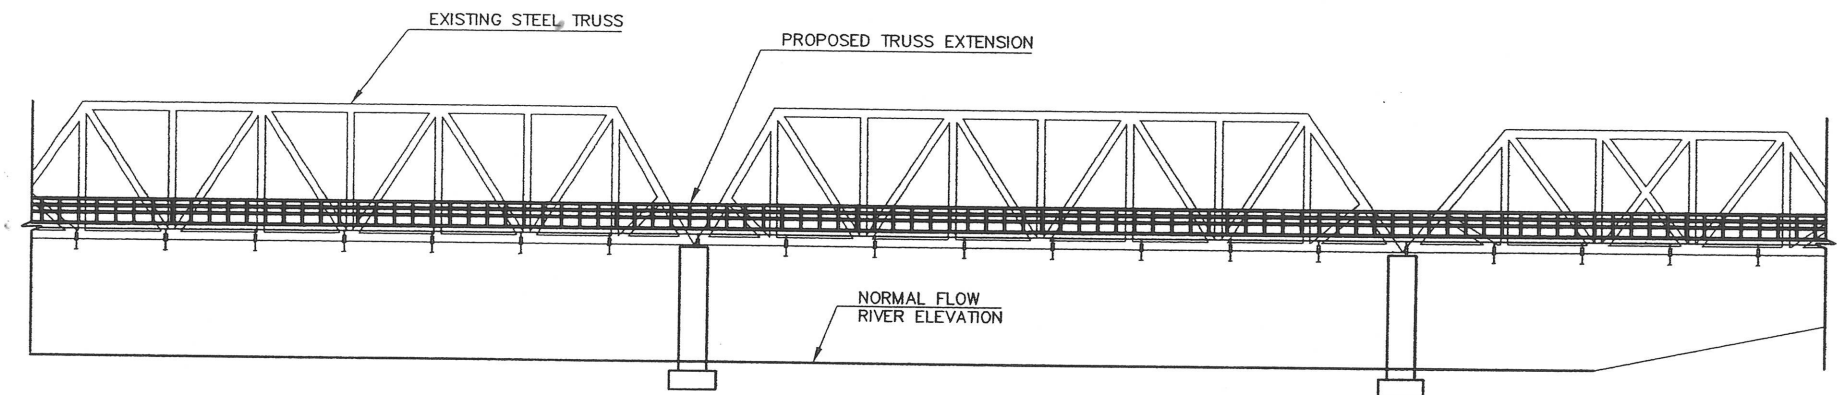 EXISTING STEEL TRUSS
PROPOSED TRUSS EXTENSION
NORMAL FLOW
RIVER ELEVATION